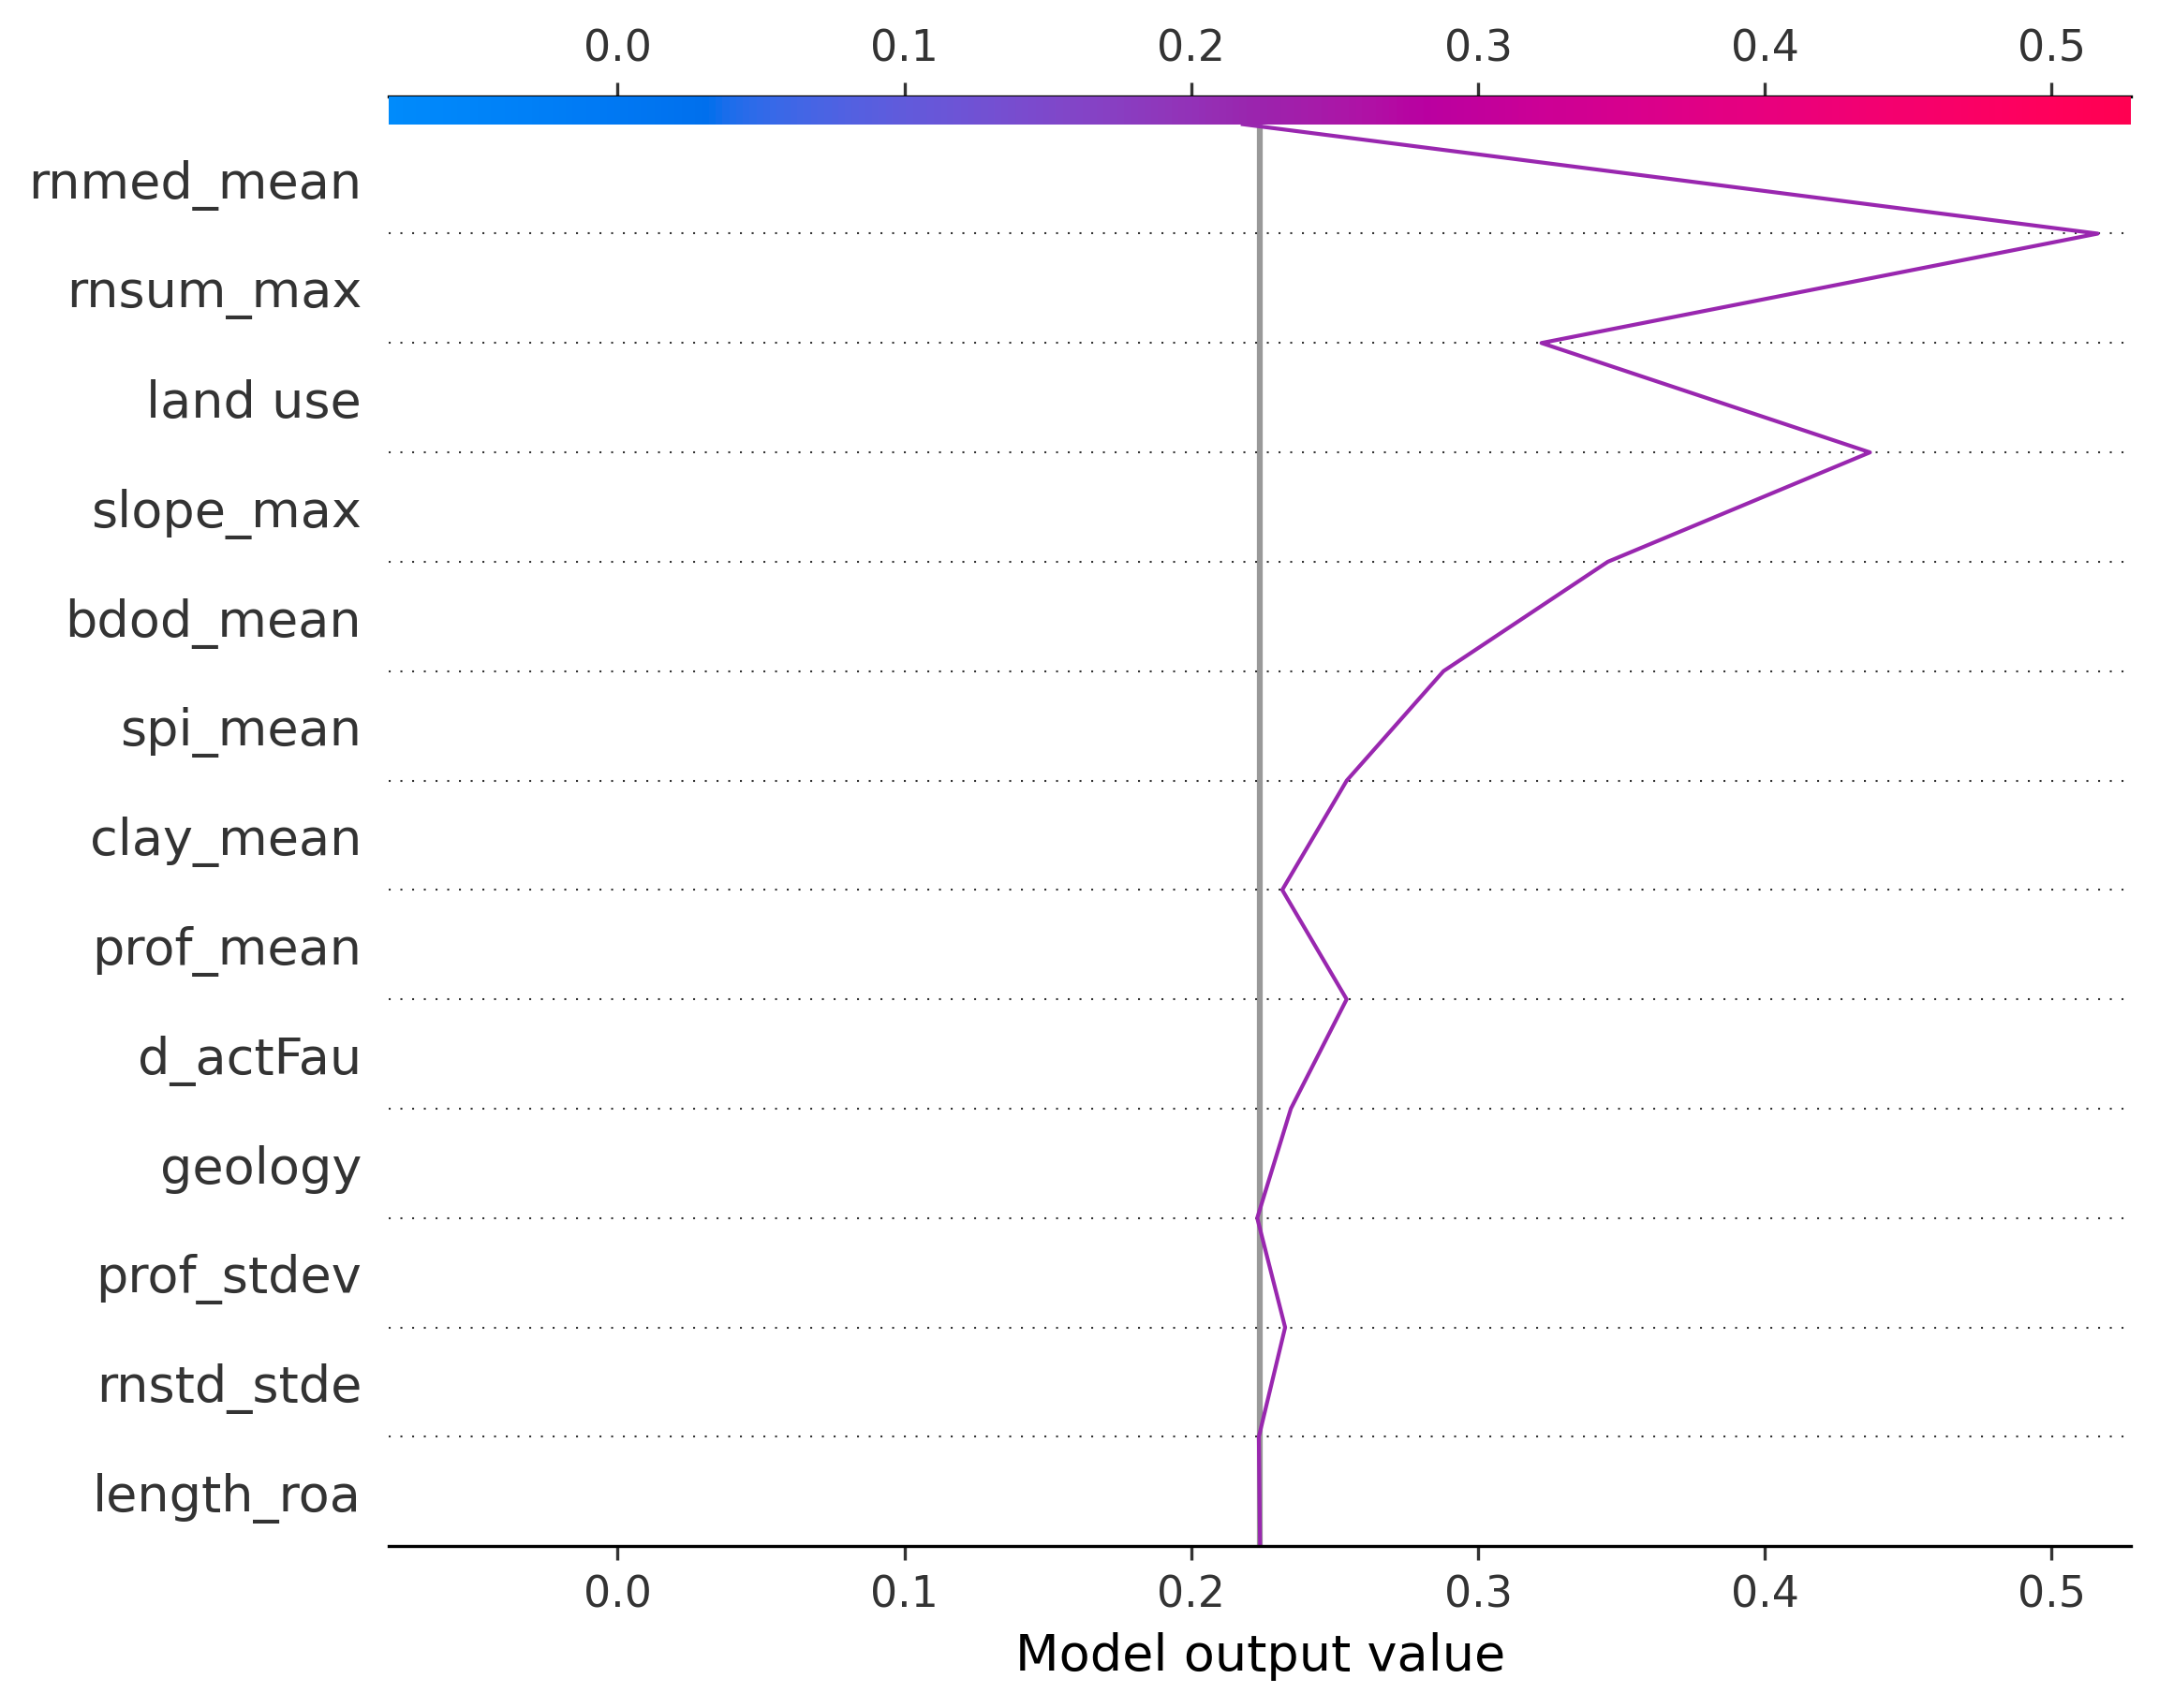 0.0 0.1 0.2 0.3 0.4 0.5
rnmed_mean
rnsum_max
land use
slope_max
bdod_mean
spi_mean
clay_mean
prof_mean
d_actFau
geology
prof_stdev
rnstd_stde
length_roa
0.0 0.1 0.2 0.3 0.4 0.5
Model output value